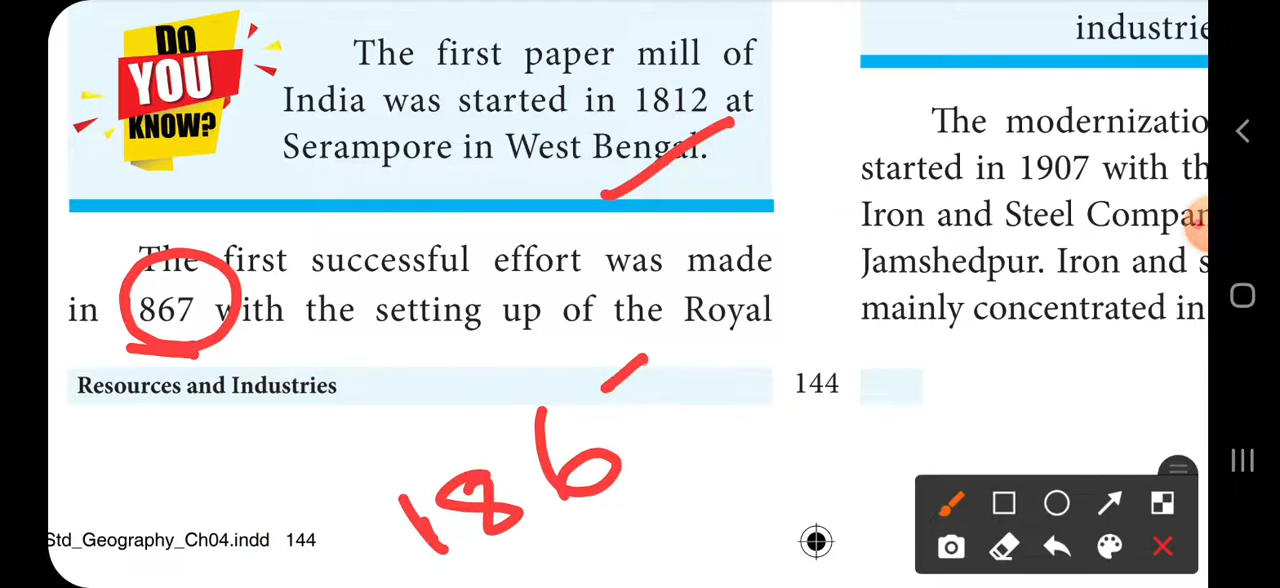 DO
YOU
KNOW?
The first paper mill of
India was started in 1812 at
Serampore in West Bengal.
The first successful effort was made
in 1867 with the setting up of the Royal
Resources and Industries
144
186
Std_Geography_Ch04.indd 144
industrie
The modernizatio
started in 1907 with th
Iron and Steel Compan
Jamshedpur. Iron and s
mainly concentrated in